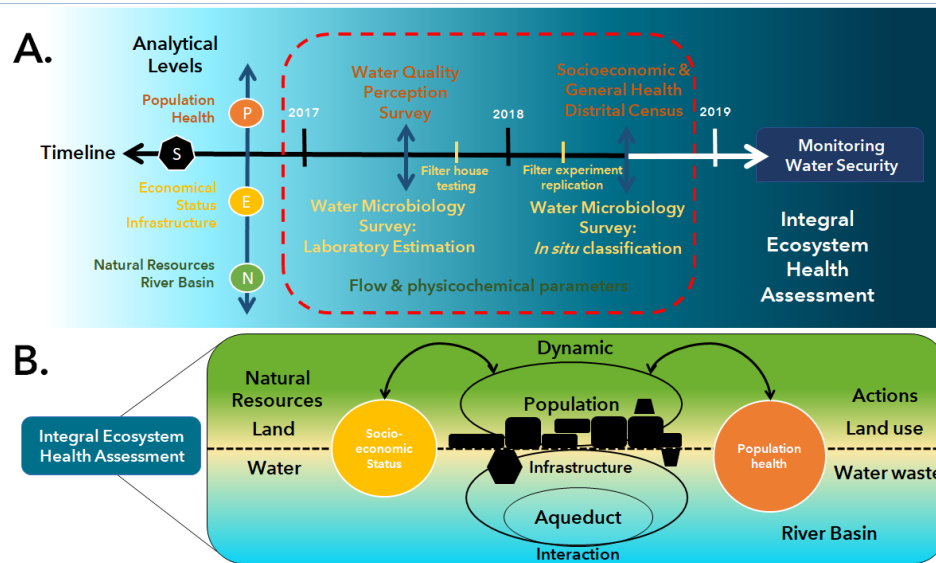 A.
Analytical
Levels
Population
Health
P
Timeline
S
Economical
Status
Infrastructure
E
Natural Resources
River Basin
N
2017
Water Quality
Perception
Survey
2018
Socioeconomic &
General Health
Distrital Census
2019
Filter house
testing
Filter experiment
replication
Water Microbiology
Survey:
Laboratory Estimation
Water Microbiology
Survey:
In situ classification
Flow & physicochemical parameters
Monitoring
Water Security
Integral
Ecosystem
Health
Assessment
B.
Integral Ecosystem
Health Assessment
Natural
Resources
Land
Water
Socio-
economic
Status
Dynamic
Population
Infrastructure
Aqueduct
Interaction
Population
health
Actions
Land use
Water waste
River Basin